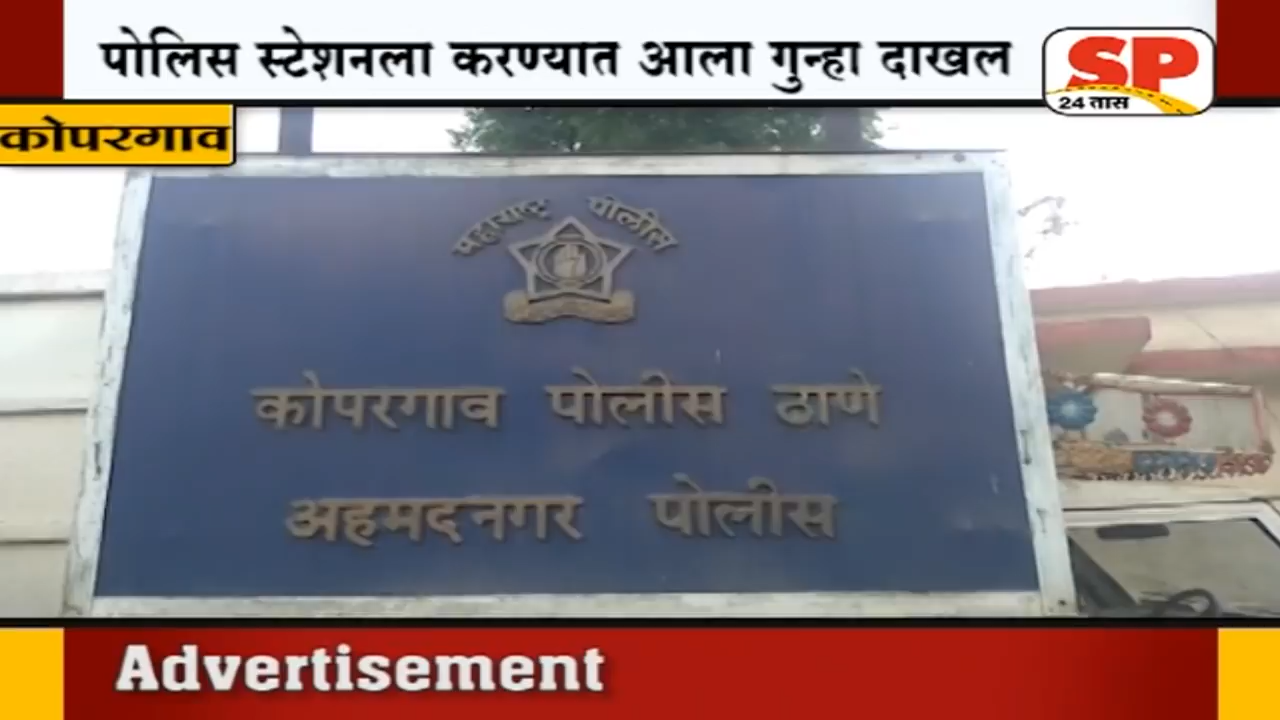 पोलिस स्टेशनला करण्यात आला गुन्हा दाखल
SP
24 तास
कोपरगाव
महाराष्ट्र पोलीस
कोपरगाव पोलीस ठाणे
अहमदनगर पोलीस
Advertisement